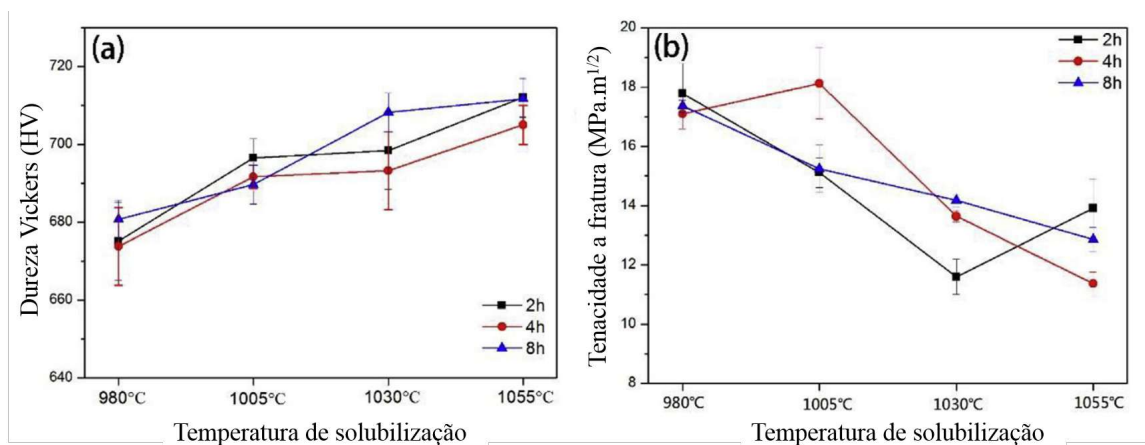 (a)
Dureza Vickers (HV)
720
700
680
660
640
2h
4h
8h
980°C
1005°C
1030°C
1055°C
Temperatura de solubilização
(b)
Tenacidade a fratura (MPa.m1/2)
20
18
16
14
12
10
8
2h
4h
8h
980℃
1005℃
1030℃
1055℃
Temperatura de solubilização